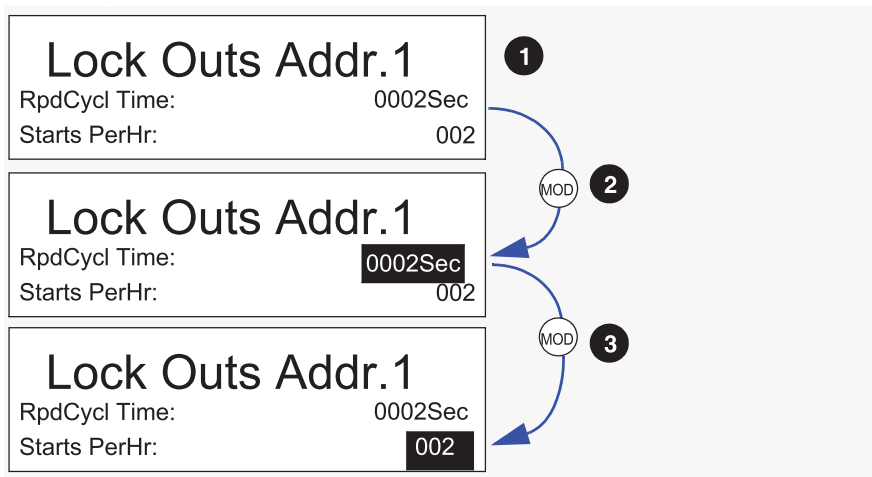 Lock Outs Addr.1
1
RpdCycl Time: 0002Sec
Starts PerHr: 002
MOD 2
Lock Outs Addr.1
RpdCycl Time: 0002Sec
Starts PerHr: 002
MOD 3
Lock Outs Addr.1
RpdCycl Time: 0002Sec
Starts PerHr: 002